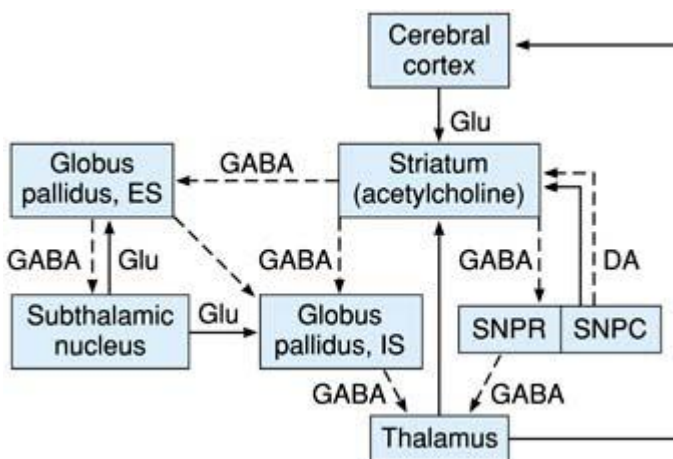 Cerebral
cortex
Glu
Globus
pallidus, ES
GABA
Striatum
(acetylcholine)
GABA
Glu
GABA
GABA
DA
Subthalamic
nucleus
Glu
Globus
pallidus, IS
SNPR
SNPC
GABA
GABA
Thalamus